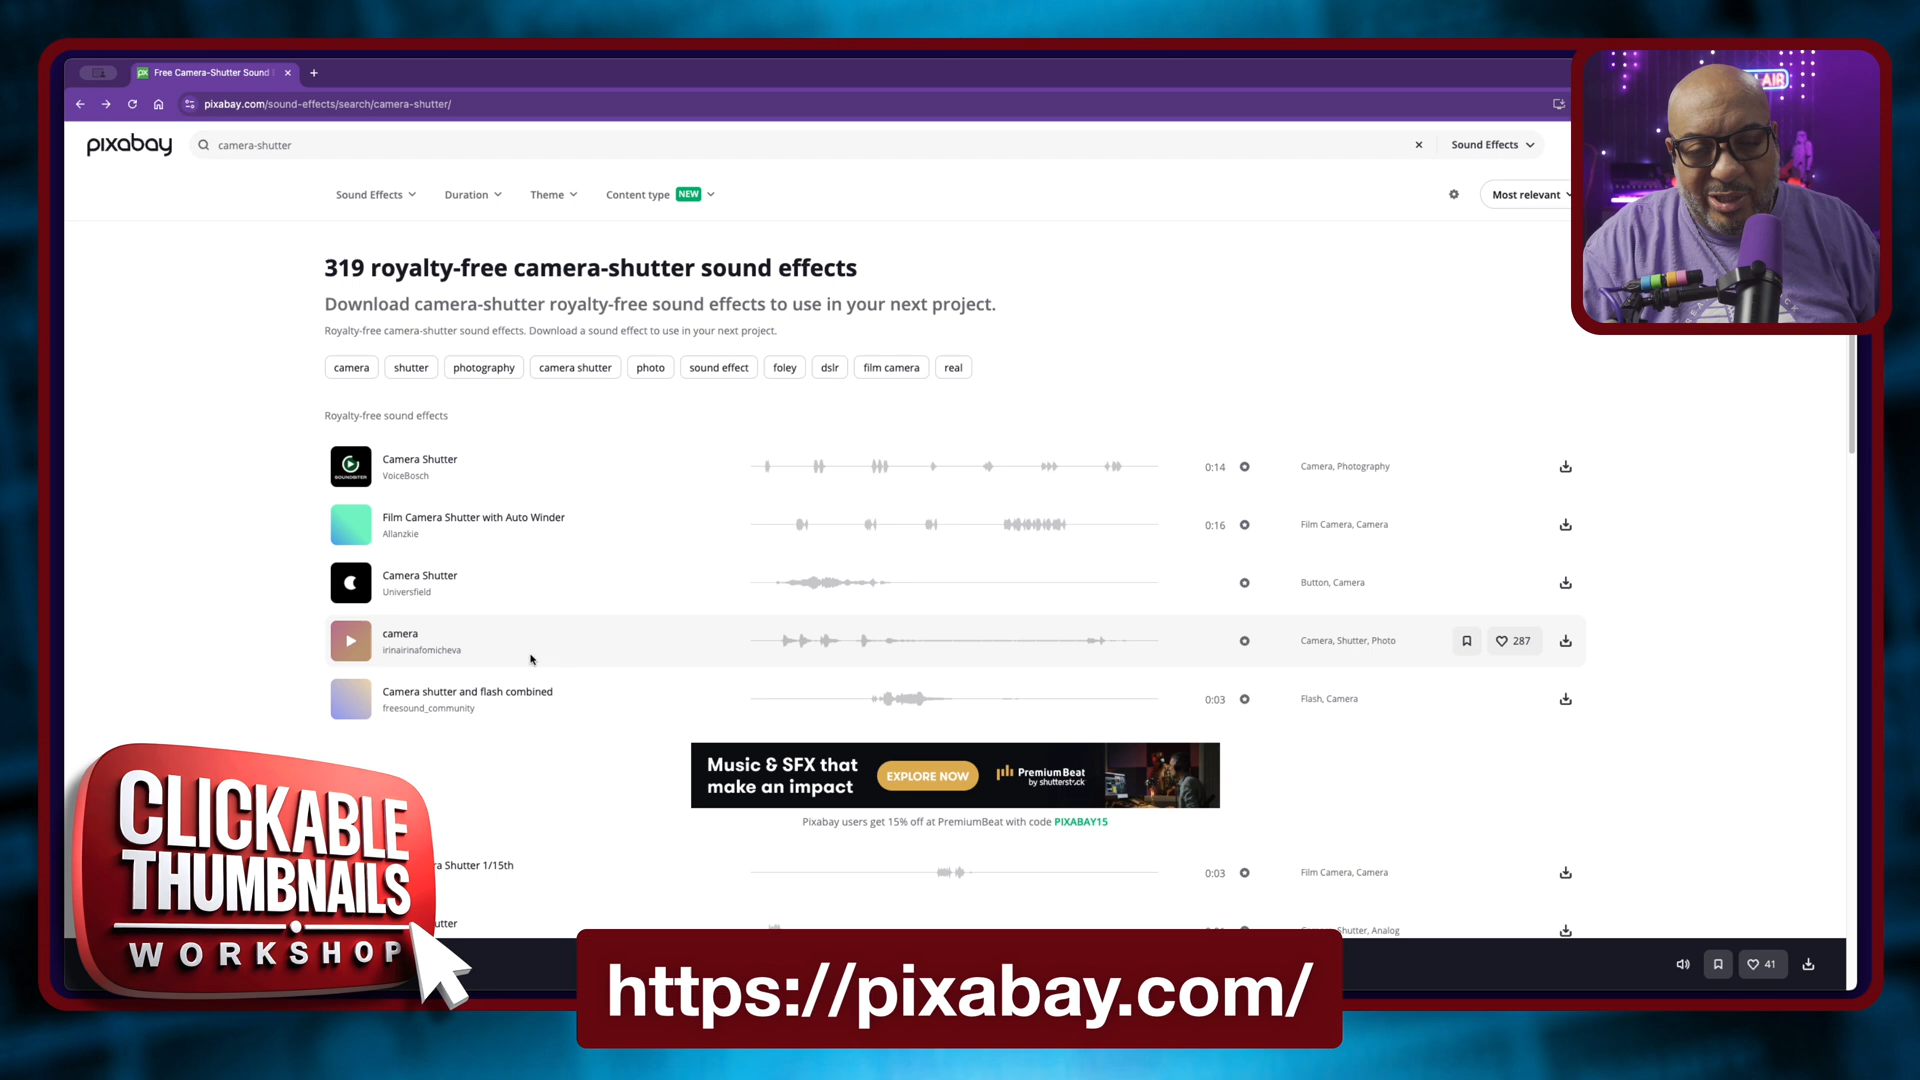 Free Camera-Shutter Sound
pixabay.com/sound-effects/search/camera-shutter/
pixabay
camera-shutter
Sound Effects
Sound Effects
Duration
Theme
Content type NEW
Most relevant
AIR
319 royalty-free camera-shutter sound effects
Download camera-shutter royalty-free sound effects to use in your next project.
Royalty-free camera-shutter sound effects. Download a sound effect to use in your next project.
camera
shutter
photography
camera shutter
photo
sound effect
foley
dslr
film camera
real
Royalty-free sound effects
Camera Shutter
VoiceBosch
0:14
Camera, Photography
Film Camera Shutter with Auto Winder
Allanzkie
0:16
Film Camera, Camera
Camera Shutter
Universfield
Button, Camera
camera
irinairinafomicheva
Camera, Shutter, Photo
287
Camera shutter and flash combined
freesound_community
0:03
Flash, Camera
Music & SFX that
make an impact
EXPLORE NOW
PremiumBeat
by shutterstock
Pixabay users get 15% off at PremiumBeat with code PIXABAY15
a Shutter 1/15th
0:03
Film Camera, Camera
utter
Shutter, Analog
CLICKABLE
THUMBNAILS
WORKSHOP
41
https://pixabay.com/